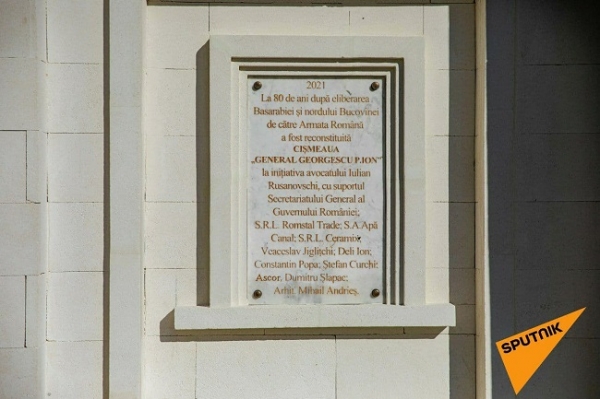 2021
La 80 de ani după eliberarea
Basarabiei și nordului Bucovinei
de către Armata Română
a fost reconstituită
CIȘMEAUA
„GENERAL GEORGESCU P.ION”
la inițiativa avocatului Iulian
Rusanovschi, cu suportul
Secretariatului General al
Guvernului României;
S.R.L. Romstal Trade; S.A.Apă
Canal; S.R.L. Ceramix;
Veaceslav Jiglițchi; Deli Ion;
Constantin Popa; Ștefan Curchi;
Ascor. Dumitru Șlapac;
Arhit. Mihail Andrieș.
SPUTNIK